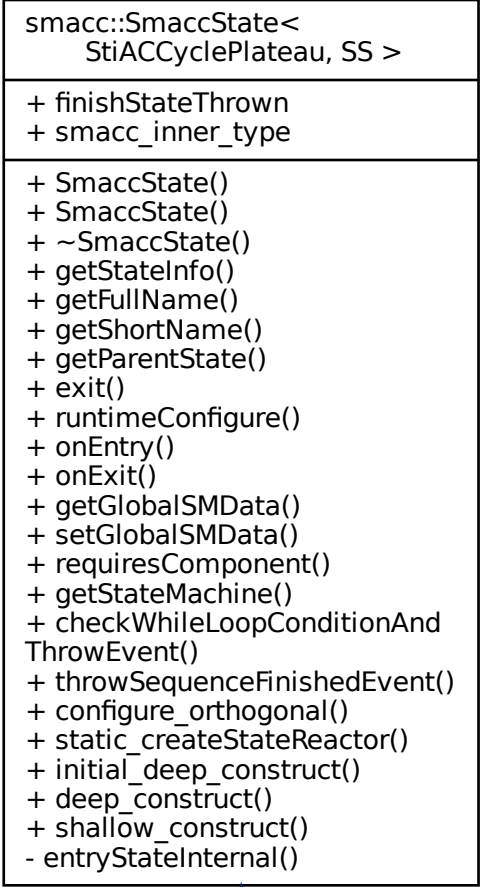 smacc::SmaccState<
StiACCyclePlateau, SS >
+ finishStateThrown
+ smacc_inner_type
+ SmaccState()
+ SmaccState()
+ ~SmaccState()
+ getStateInfo()
+ getFullName()
+ getShortName()
+ getParentState()
+ exit()
+ runtimeConfigure()
+ onEntry()
+ onExit()
+ getGlobalSMData()
+ setGlobalSMData()
+ requiresComponent()
+ getStateMachine()
+ checkWhileLoopConditionAnd
ThrowEvent()
+ throwSequenceFinishedEvent()
+ configure_orthogonal()
+ static_createStateReactor()
+ initial_deep_construct()
+ deep_construct()
+ shallow_construct()
- entryStateInternal()